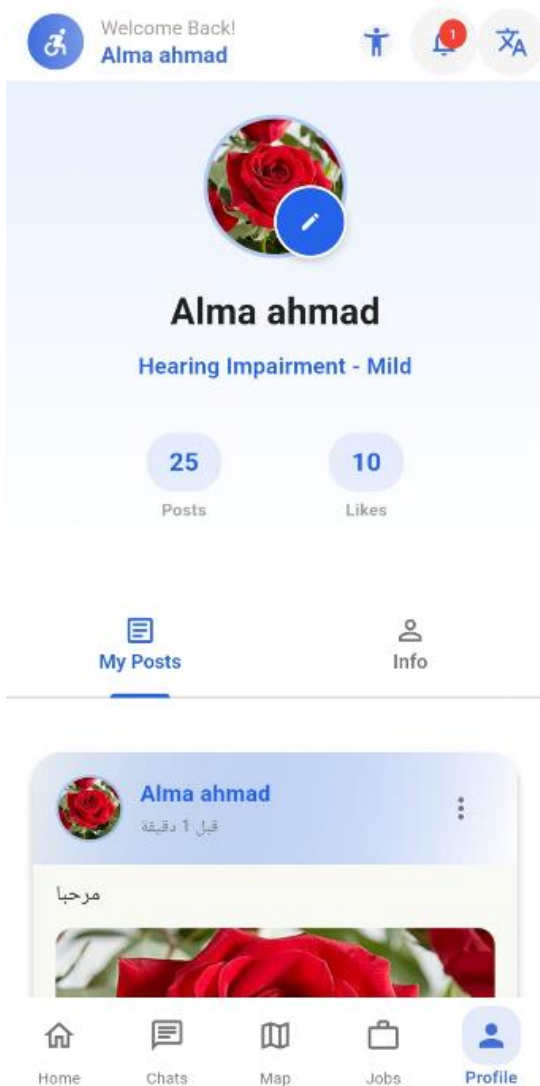 Welcome Back!
Alma ahmad
1
Alma ahmad
Hearing Impairment - Mild
25
10
Posts
Likes
My Posts
Info
Alma ahmad
قبل 1 دقيقة
مرحبا
Home
Chats
Map
Jobs
Profile